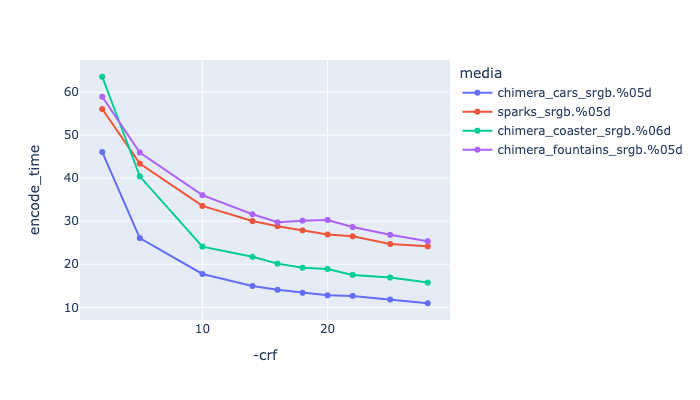 media
chimera_cars_srgb.%05d
sparks_srgb.%05d
chimera_coaster_srgb.%06d
chimera_fountains_srgb.%05d
encode_time
60
50
40
30
20
10
10 20
-crf